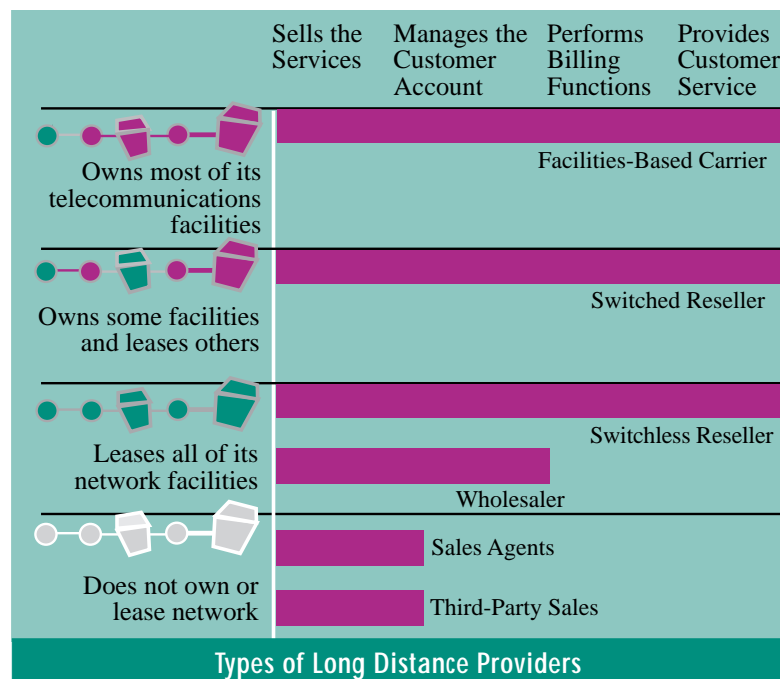 Sells the
Services
Manages the
Customer
Account
Performs
Billing
Functions
Provides
Customer
Service
Owns most of its
telecommunications
facilities
Facilities-Based Carrier
Owns some facilities
and leases others
Switched Reseller
Leases all of its
network facilities
Switchless Reseller
Wholesaler
Does not own or
lease network
Sales Agents
Third-Party Sales
Types of Long Distance Providers